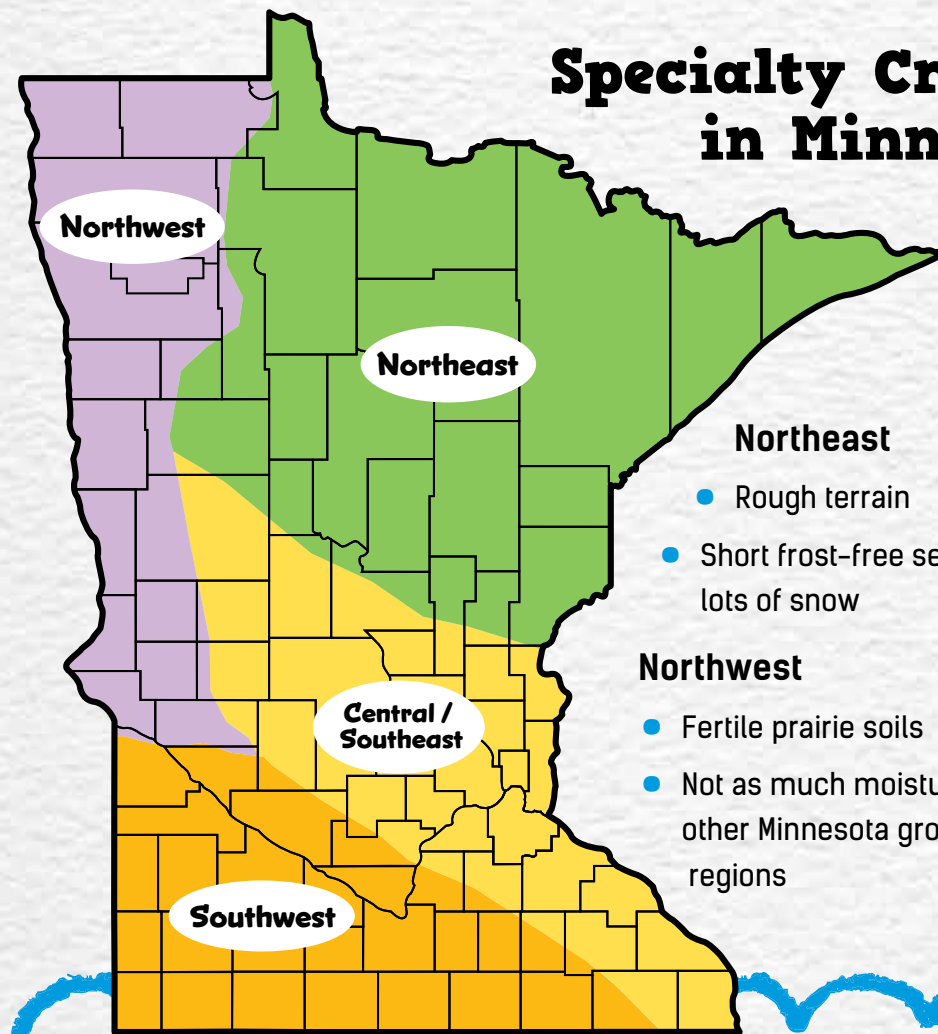 Specialty Cr
in Minn
Northwest
Northeast
Northeast
Rough terrain
Short frost-free se
lots of snow
Northwest
Fertile prairie soils
Not as much moistu
other Minnesota gro
regions
Central /
Southeast
Southwest